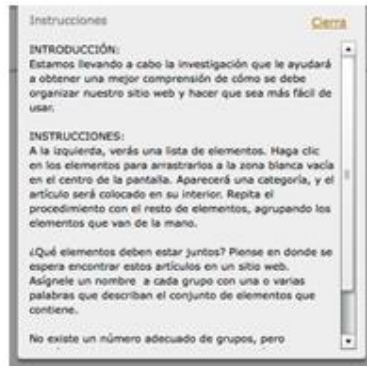 Instrucciones Cierra
INTRODUCCIÓN:
Estamos llevando a cabo la investigación que le ayudará
a obtener una mejor comprensión de cómo se debe
organizar nuestro sitio web y hacer que sea más fácil de
usar.
INSTRUCCIONES:
A la izquierda, verás una lista de elementos. Haga clic
en los elementos para arrastrarlos a la zona blanca vacía
en el centro de la pantalla. Aparecerá una categoría, y el
artículo será colocado en su interior. Repita el
procedimiento con el resto de elementos, agrupando los
elementos que van de la mano.
¿Qué elementos deben estar juntos? Piense en donde se
espera encontrar estos artículos en un sitio web.
Asígnele un nombre a cada grupo con una o varias
palabras que describan el conjunto de elementos que
contiene.
No existe un número adecuado de grupos, pero